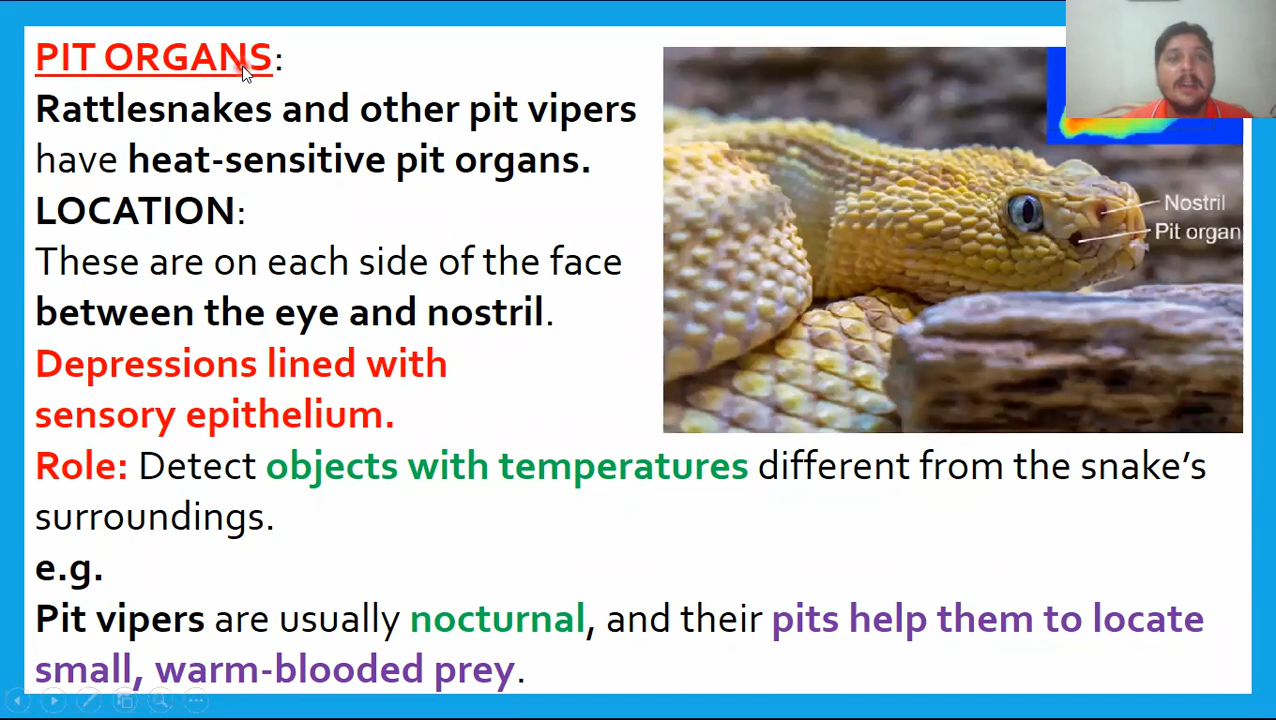 PIT ORGANS:
Rattlesnakes and other pit vipers
have heat-sensitive pit organs.
LOCATION:
These are on each side of the face
between the eye and nostril.
Depressions lined with
sensory epithelium.
Role: Detect objects with temperatures different from the snake’s
surroundings.
e.g.
Pit vipers are usually nocturnal, and their pits help them to locate
small, warm-blooded prey.
Nostril
Pit organ